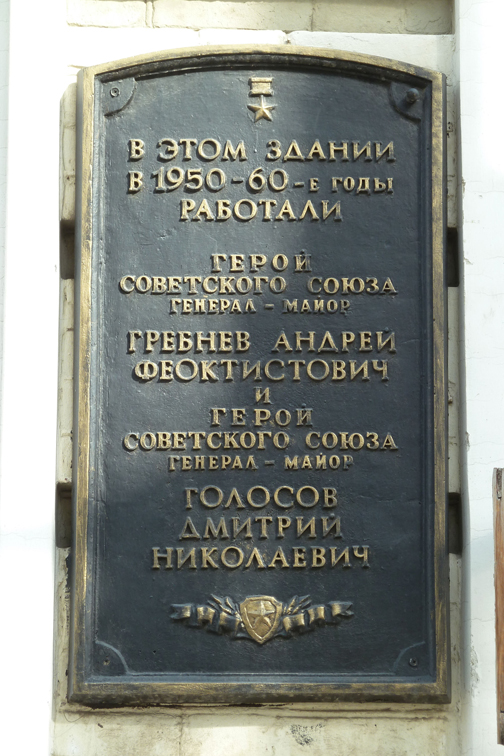 В ЭТОМ ЗДАНИИ
В 1950-60-Е ГОДЫ
РАБОТАЛИ
ГЕРОЙ
СОВЕТСКОГО СОЮЗА
ГЕНЕРАЛ - МАЙОР
ГРЕБНЕВ АНДРЕЙ
ФЕОКТИСТОВИЧ
И
ГЕРОЙ
СОВЕТСКОГО СОЮЗА
ГЕНЕРАЛ - МАЙОР
ГОЛОСОВ
ДМИТРИЙ
НИКОЛАЕВИЧ